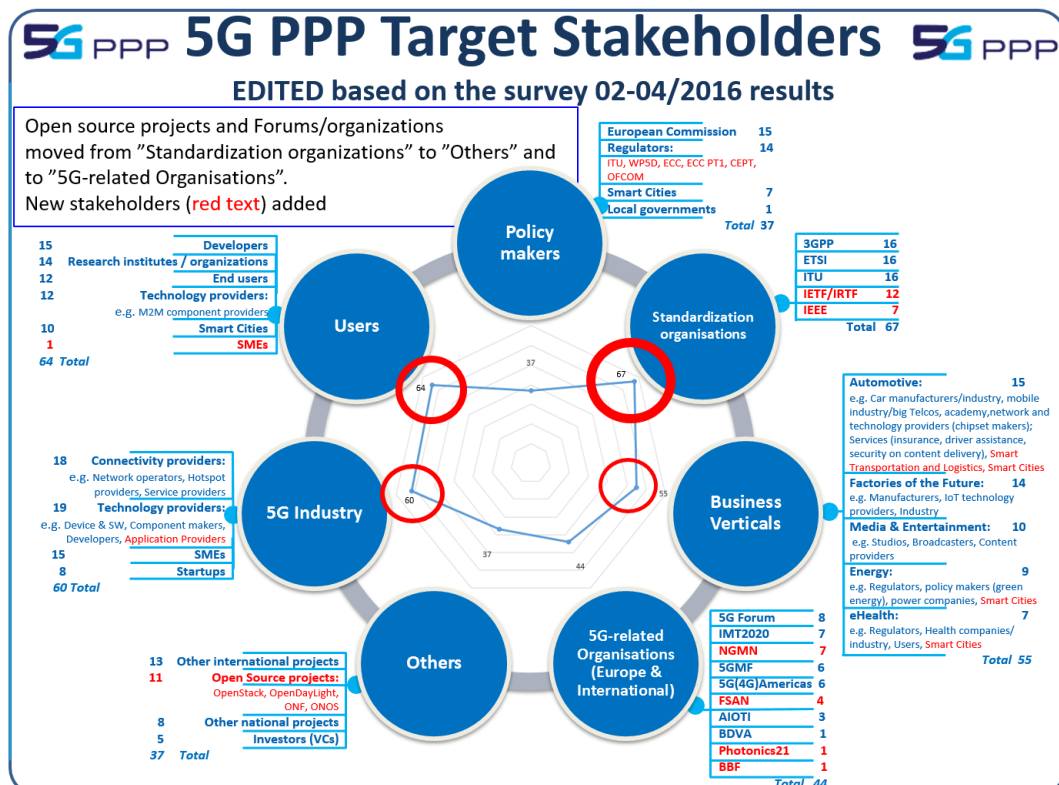 5G PPP 5G PPP Target Stakeholders 5G PPP
EDITED based on the survey 02-04/2016 results
Open source projects and Forums/organizations
moved from ”Standardization organizations” to ”Others” and
to ”5G-related Organisations”.
New stakeholders (red text) added
European Commission 15
Regulators: 14
ITU, WP5D, ECC, ECC PT1, CEPT,
OFCOM
Smart Cities 7
Local governments 1
Total 37
Policy
makers
3GPP 16
ETSI 16
ITU 16
IETF/IRTF 12
IEEE 7
Total 67
Standardization
organisations
15 Developers
14 Research institutes / organizations
12 End users
12 Technology providers:
e.g. M2M component providers
10 Smart Cities
1 SMEs
64 Total
Users
37
67
64
60
55
37
44
Automotive: 15
e.g. Car manufacturers/industry, mobile
industry/big Telcos, academy,network and
technology providers (chipset makers);
Services (insurance, driver assistance,
security on content delivery), Smart
Transportation and Logistics, Smart Cities
Factories of the Future: 14
e.g. Manufacturers, IoT technology
providers, Industry
Media & Entertainment: 10
e.g. Studios, Broadcasters, Content
providers
Energy: 9
e.g. Regulators, policy makers (green
energy), power companies, Smart Cities
eHealth: 7
e.g. Regulators, Health companies/
industry, Users, Smart Cities
Total 55
Business
Verticals
18 Connectivity providers:
e.g. Network operators, Hotspot
providers, Service providers
19 Technology providers:
e.g. Device & SW, Component makers,
Developers, Application Providers
15 SMEs
8 Startups
60 Total
5G Industry
13 Other international projects
11 Open Source projects:
OpenStack, OpenDayLight,
ONF, ONOS
8 Other national projects
5 Investors (VCs)
37 Total
Others
5G-related
Organisations
(Europe &
International)
5G Forum 8
IMT2020 7
NGMN 7
5GMF 6
5G(4G)Americas 6
FSAN 4
AIOTI 3
BDVA 1
Photonics21 1
BBF 1
Total 44